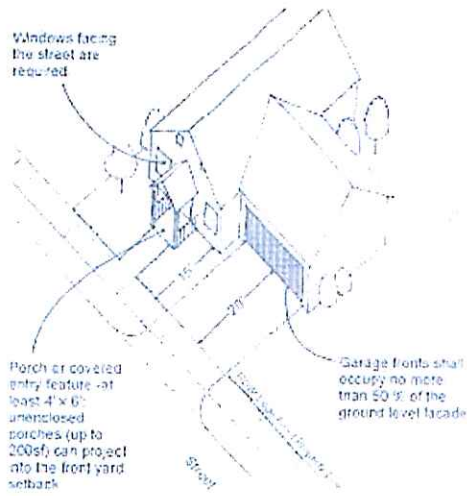 Windows facing
the street are
required
15'
20'
Porch or covered
entry feature -at
least 4' x 6';
unenclosed
porches (up to
200sf) can project
into the front yard
setback
Garage fronts shall
occupy no more
than 50 % of the
ground level facade
Street